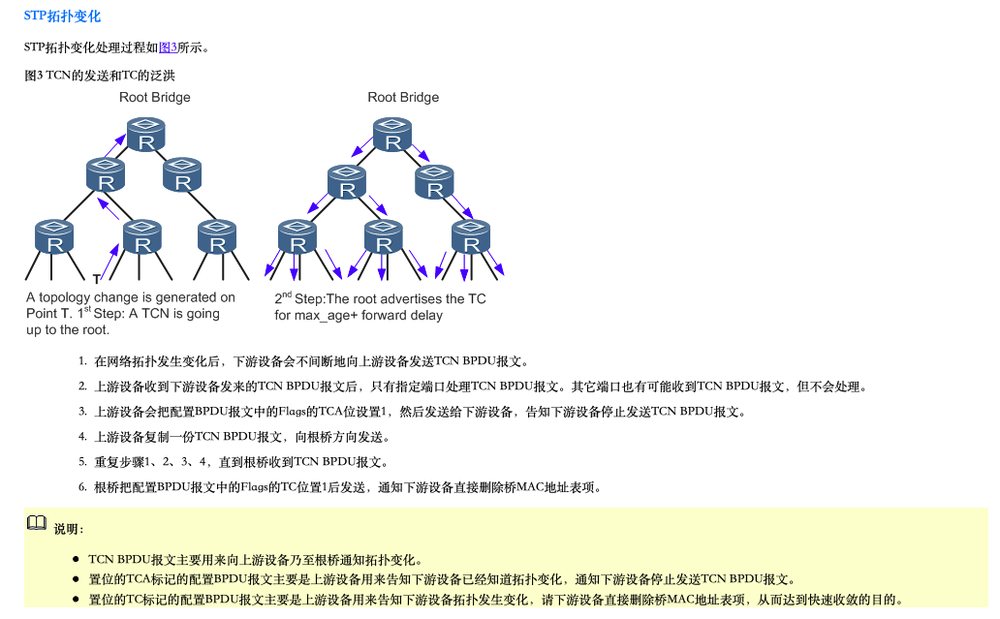 STP拓扑变化
STP拓扑变化处理过程如图3所示。
图3 TCN的发送和TC的泛洪
Root Bridge
R
R
R
R
R
R
T
A topology change is generated on
Point T. 1st Step: A TCN is going
up to the root.
Root Bridge
R
R
R
R
R
R
2nd Step:The root advertises the TC
for max_age+ forward delay
1. 在网络拓扑发生变化后，下游设备会不间断地向上游设备发送TCN BPDU报文。
2. 上游设备收到下游设备发来的TCN BPDU报文后，只有指定端口处理TCN BPDU报文。其它端口也有可能收到TCN BPDU报文，但不会处理。
3. 上游设备会把配置BPDU报文中的Flags的TCA位设置1，然后发送给下游设备，告知下游设备停止发送TCN BPDU报文。
4. 上游设备复制一份TCN BPDU报文，向根桥方向发送。
5. 重复步骤1、2、3、4，直到根桥收到TCN BPDU报文。
6. 根桥把配置BPDU报文中的Flags的TC位置1后发送，通知下游设备直接删除桥MAC地址表项。
说明：
● TCN BPDU报文主要用来向上游设备乃至根桥通知拓扑变化。
● 置位的TCA标记的配置BPDU报文主要是上游设备用来告知下游设备已经知道拓扑变化，通知下游设备停止发送TCN BPDU报文。
● 置位的TC标记的配置BPDU报文主要是上游设备用来告知下游设备拓扑发生变化，请下游设备直接删除桥MAC地址表项，从而达到快速收敛的目的。